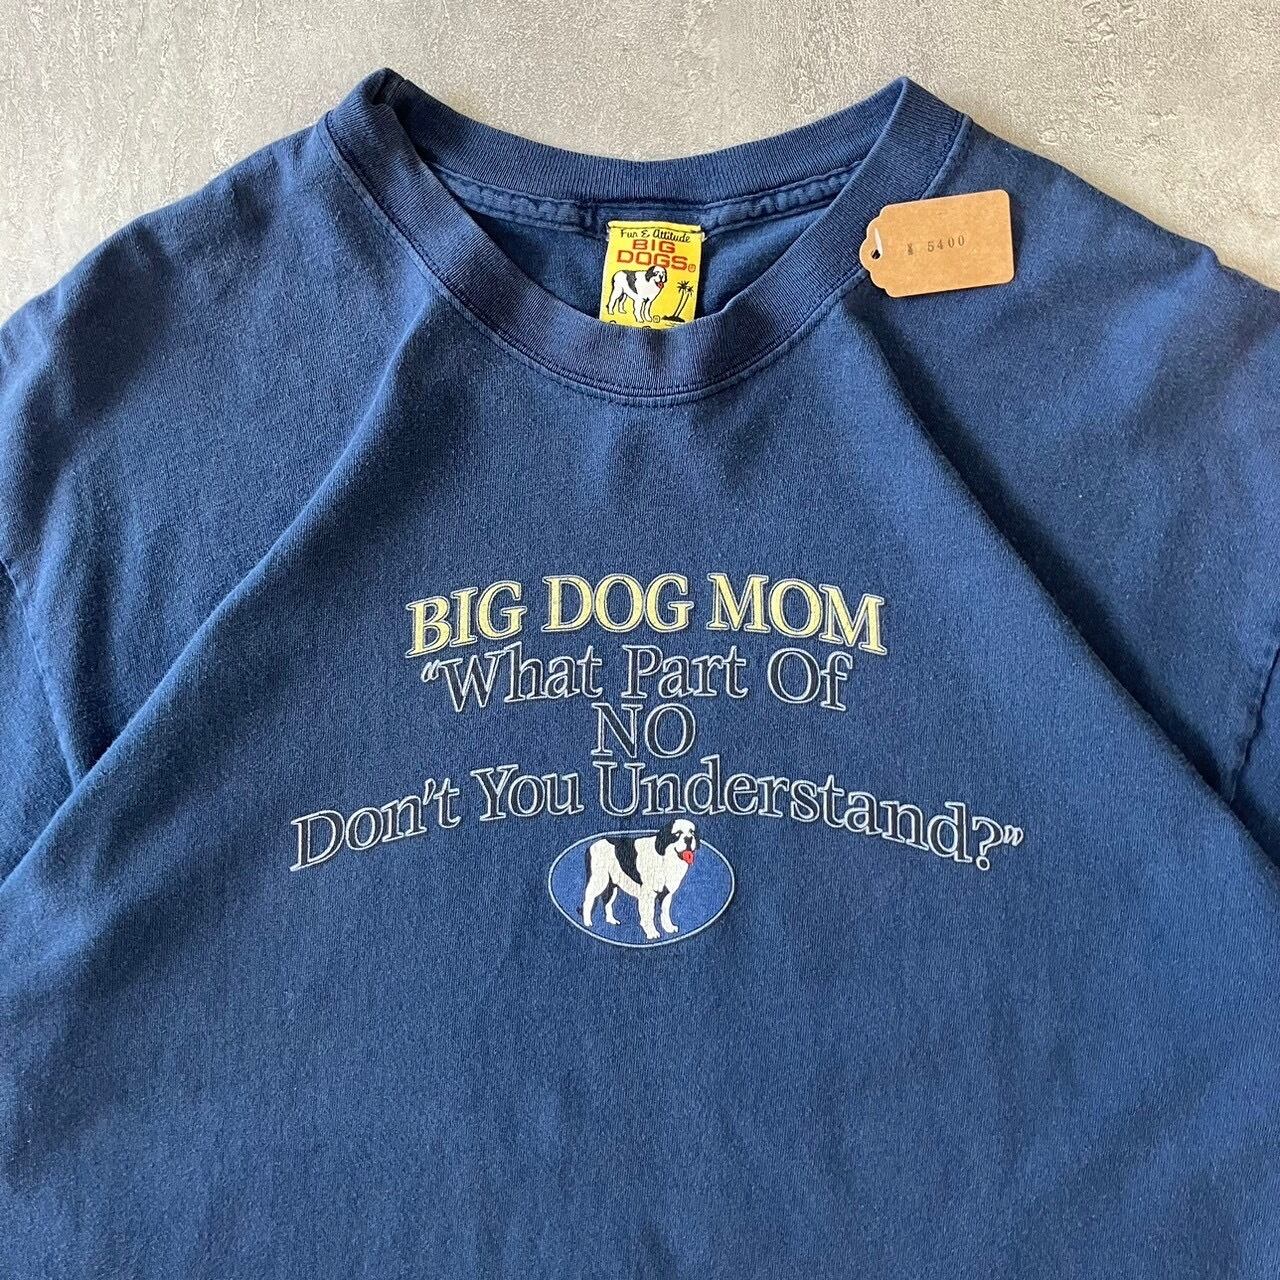 Fun & Attitude
BIG
DOGS®
¥ 5400
BIG DOG MOM
“What Part Of
NO
Don't You Understand?”